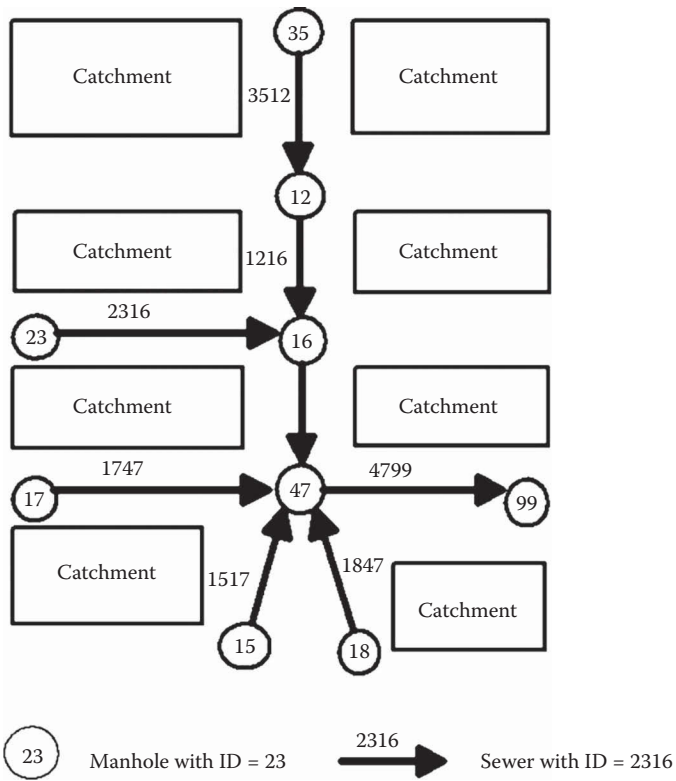 35
Catchment
Catchment
3512
12
Catchment
1216
Catchment
2316
23
16
Catchment
Catchment
1747
4799
17
47
99
Catchment
1517
1847
Catchment
15
18
2316
23
Manhole with ID = 23
Sewer with ID = 2316